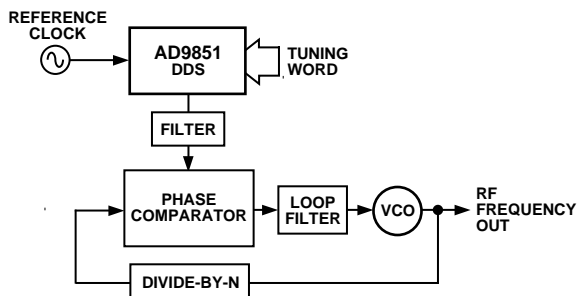 REFERENCE
CLOCK
AD9851
DDS
TUNING
WORD
FILTER
PHASE
COMPARATOR
LOOP
FILTER
VCO
RF
FREQUENCY
OUT
DIVIDE-BY-N